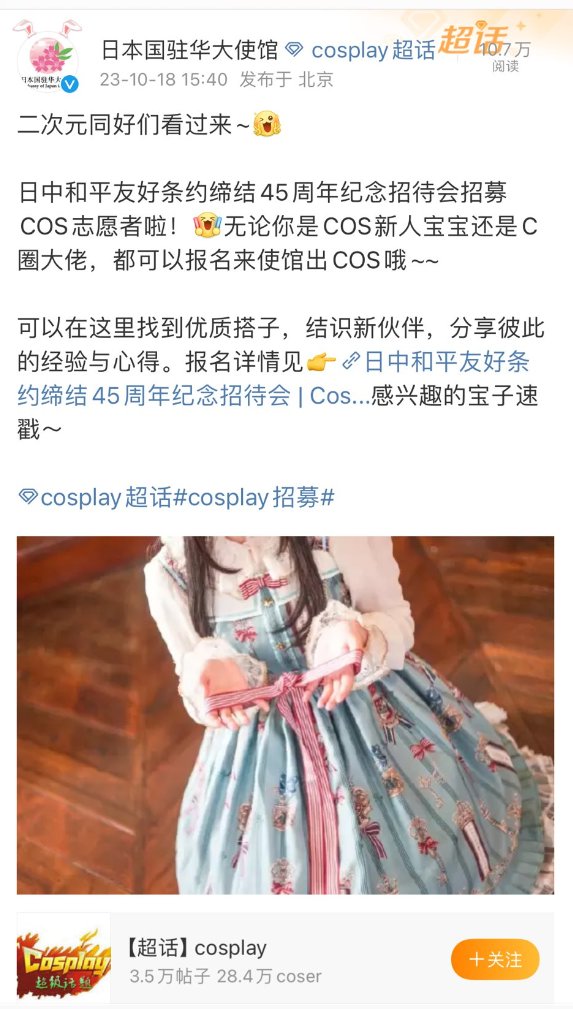 日本国驻华大使馆 cosplay超话
超话
10.7万
阅读
23-10-18 15:40 发布于 北京
二次元同好们看过来~
日中和平友好条约缔结45周年纪念招待会招募
COS志愿者啦！无论你是COS新人宝宝还是C
圈大佬，都可以报名来使馆出COS哦~~
可以在这里找到优质搭子，结识新伙伴，分享彼此
的经验与心得。报名详情见👉日中和平友好条
约缔结45周年纪念招待会 | Cos...感兴趣的宝子速
戳～
cosplay超话#cosplay招募#
Cosplay
超级话题
【超话】cosplay
3.5万帖子 28.4万coser
+关注